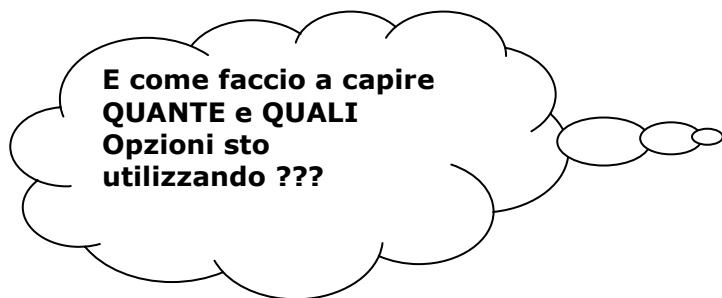 E come faccio a capire
QUANTE e QUALI
Opzioni sto
utilizzando ???